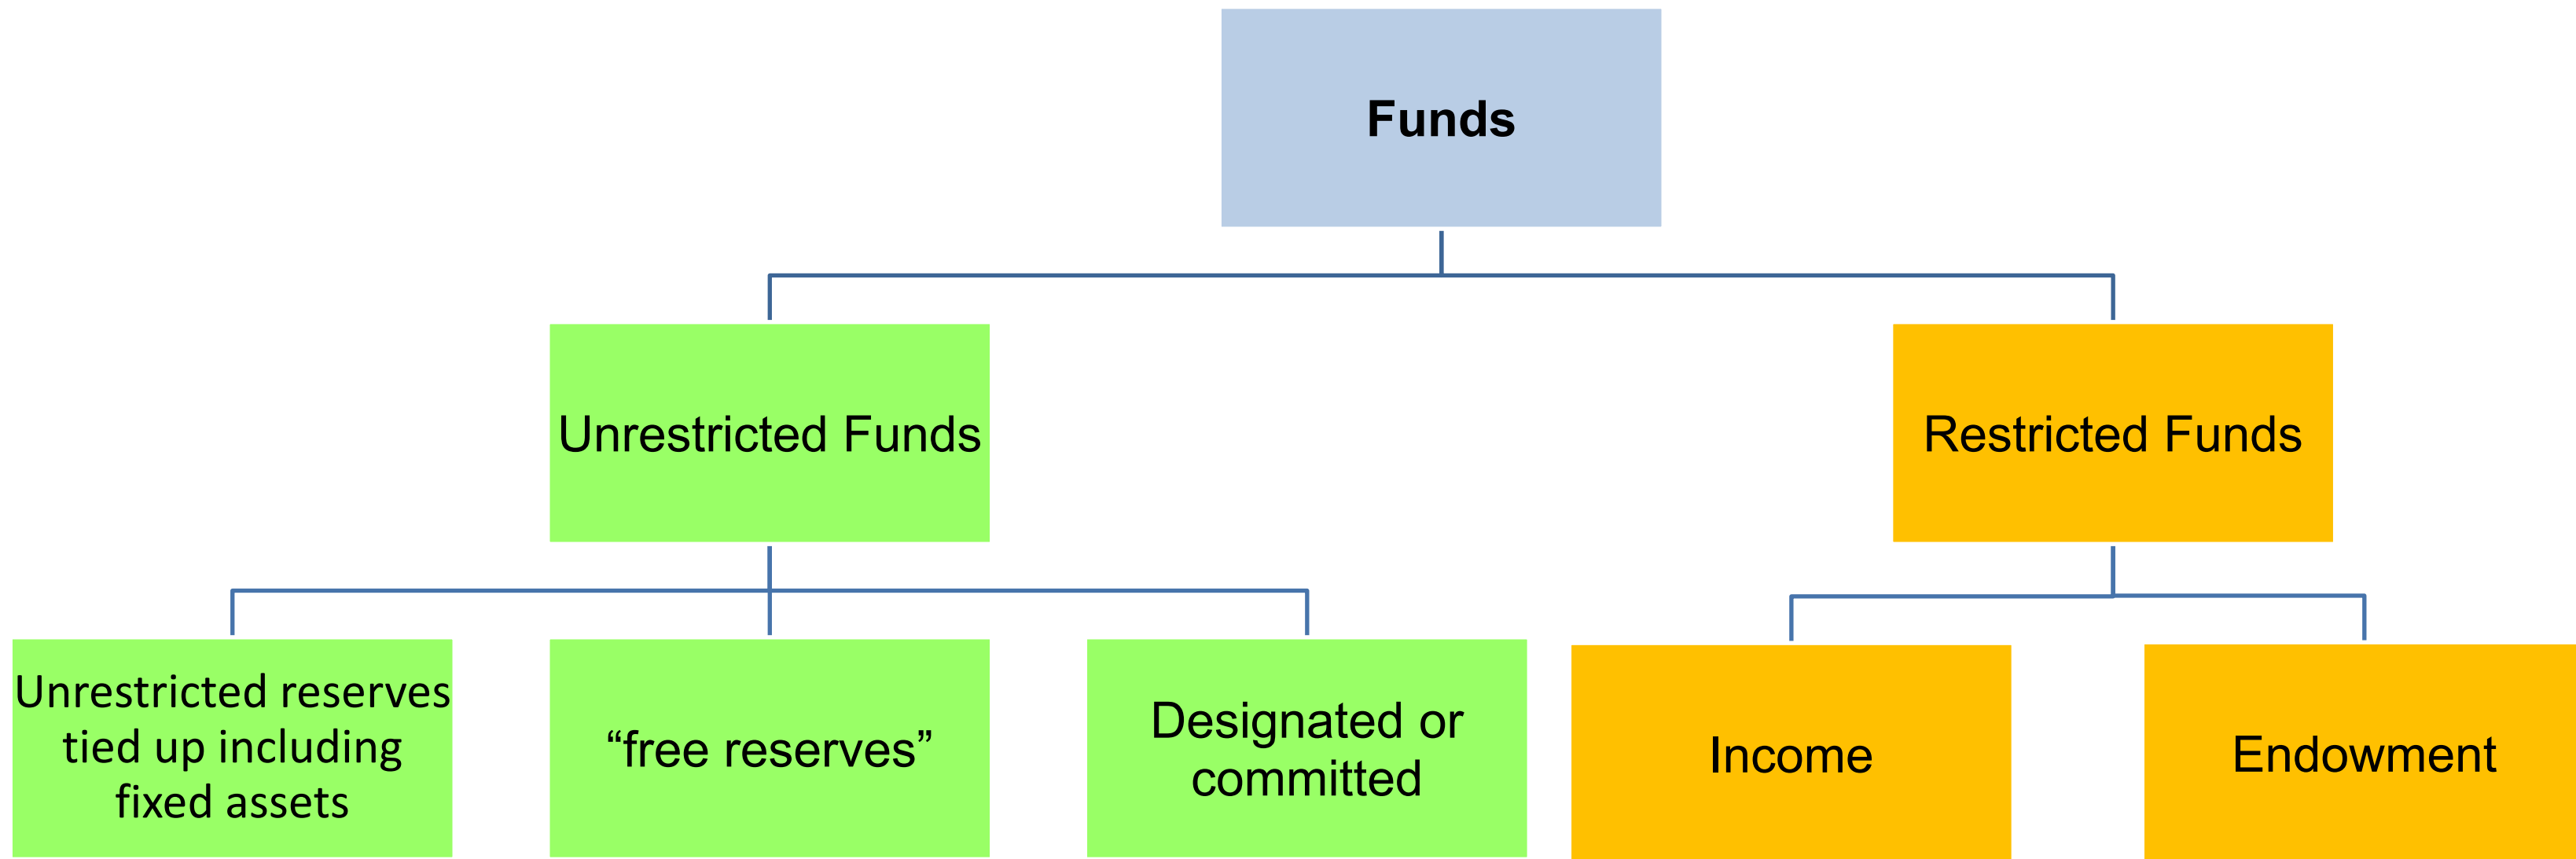 Funds
Unrestricted Funds
Restricted Funds
Unrestricted reserves
tied up including
fixed assets
“free reserves”
Designated or
committed
Income
Endowment